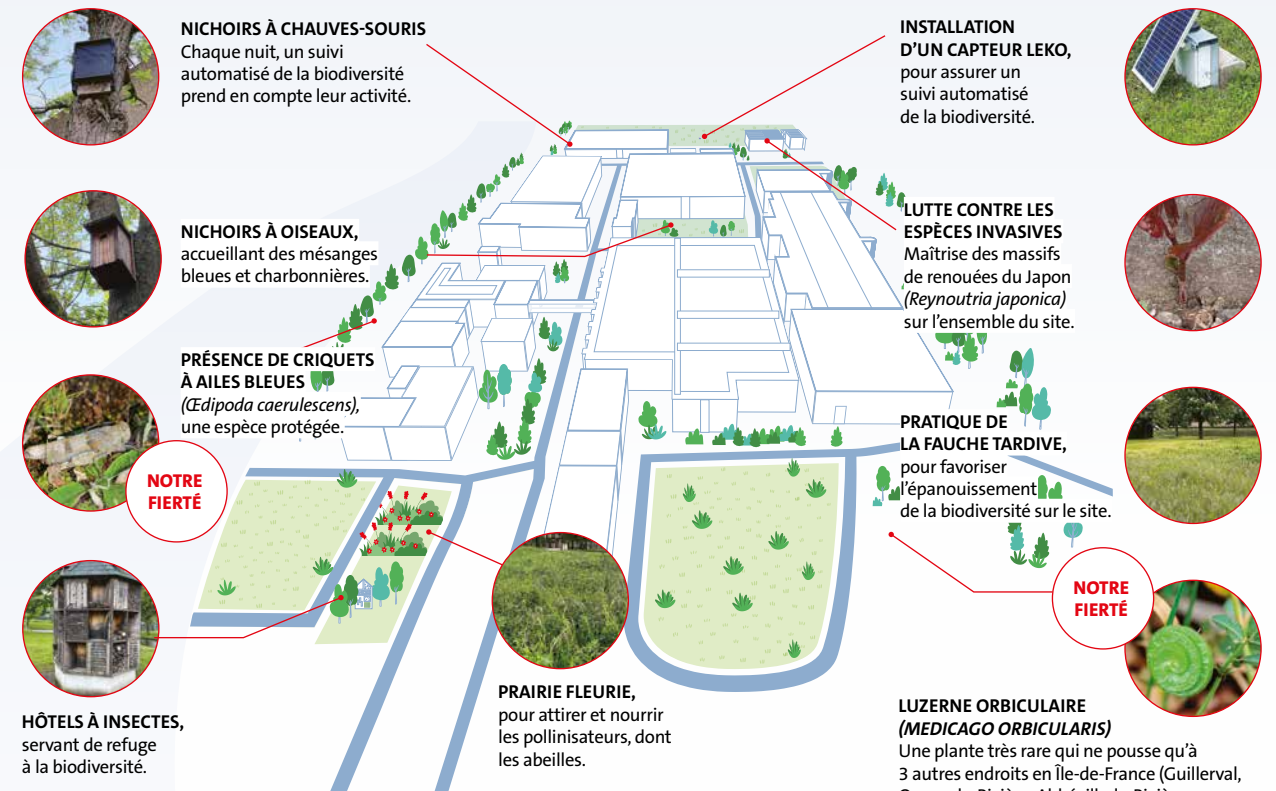 NICHOIRS À CHAUVES-SOURIS
Chaque nuit, un suivi
automatisé de la biodiversité
prend en compte leur activité.
INSTALLATION
D'UN CAPTEUR LEKO,
pour assurer un
suivi automatisé
de la biodiversité.
NICHOIRS À OISEAUX,
accueillant des mésanges
bleues et charbonnières.
LUTTE CONTRE LES
ESPÈCES INVASIVES
Maîtrise des massifs
de renouées du Japon
(Reynoutria japonica)
sur l'ensemble du site.
PRÉSENCE DE CRIQUETS
À AILES BLEUES
(Œdipoda caerulescens),
une espèce protégée.
NOTRE
FIERTÉ
PRATIQUE DE
LA FAUCHE TARDIVE,
pour favoriser
l'épanouissement
de la biodiversité sur le site.
HÔTELS À INSECTES,
servant de refuge
à la biodiversité.
PRAIRIE FLEURIE,
pour attirer et nourrir
les pollinisateurs, dont
les abeilles.
NOTRE
FIERTÉ
LUZERNE ORBICULAIRE
(MEDICAGO ORBICULARIS)
Une plante très rare qui ne pousse qu'à
3 autres endroits en Île-de-France (Guillerval,